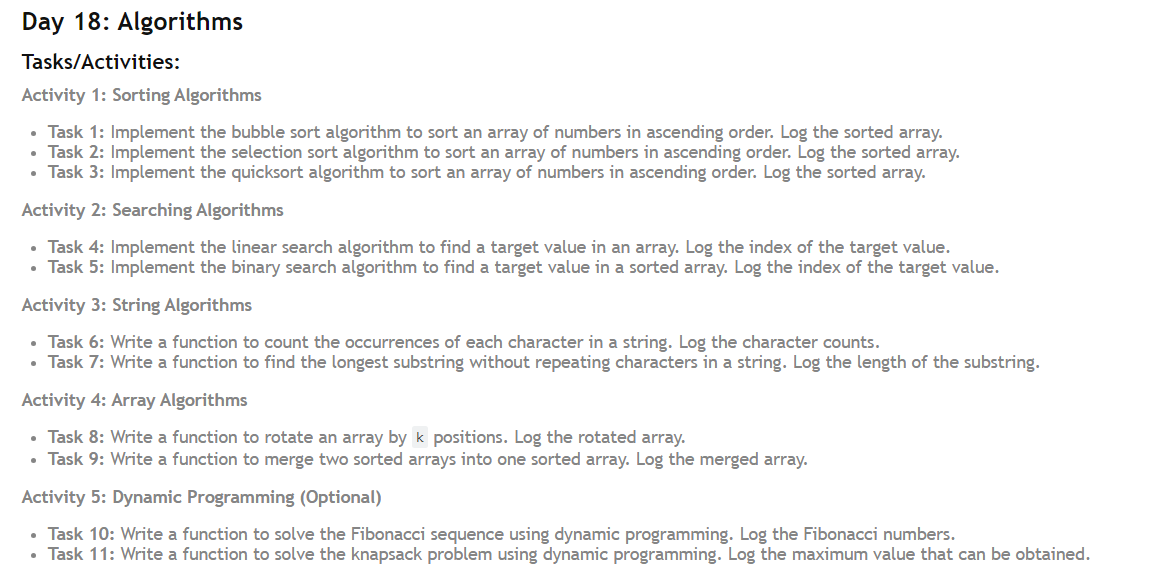 Day 18: Algorithms
Tasks/Activities:
Activity 1: Sorting Algorithms
• Task 1: Implement the bubble sort algorithm to sort an array of numbers in ascending order. Log the sorted array.
• Task 2: Implement the selection sort algorithm to sort an array of numbers in ascending order. Log the sorted array.
• Task 3: Implement the quicksort algorithm to sort an array of numbers in ascending order. Log the sorted array.
Activity 2: Searching Algorithms
• Task 4: Implement the linear search algorithm to find a target value in an array. Log the index of the target value.
• Task 5: Implement the binary search algorithm to find a target value in a sorted array. Log the index of the target value.
Activity 3: String Algorithms
• Task 6: Write a function to count the occurrences of each character in a string. Log the character counts.
• Task 7: Write a function to find the longest substring without repeating characters in a string. Log the length of the substring.
Activity 4: Array Algorithms
• Task 8: Write a function to rotate an array by k positions. Log the rotated array.
• Task 9: Write a function to merge two sorted arrays into one sorted array. Log the merged array.
Activity 5: Dynamic Programming (Optional)
• Task 10: Write a function to solve the Fibonacci sequence using dynamic programming. Log the Fibonacci numbers.
• Task 11: Write a function to solve the knapsack problem using dynamic programming. Log the maximum value that can be obtained.